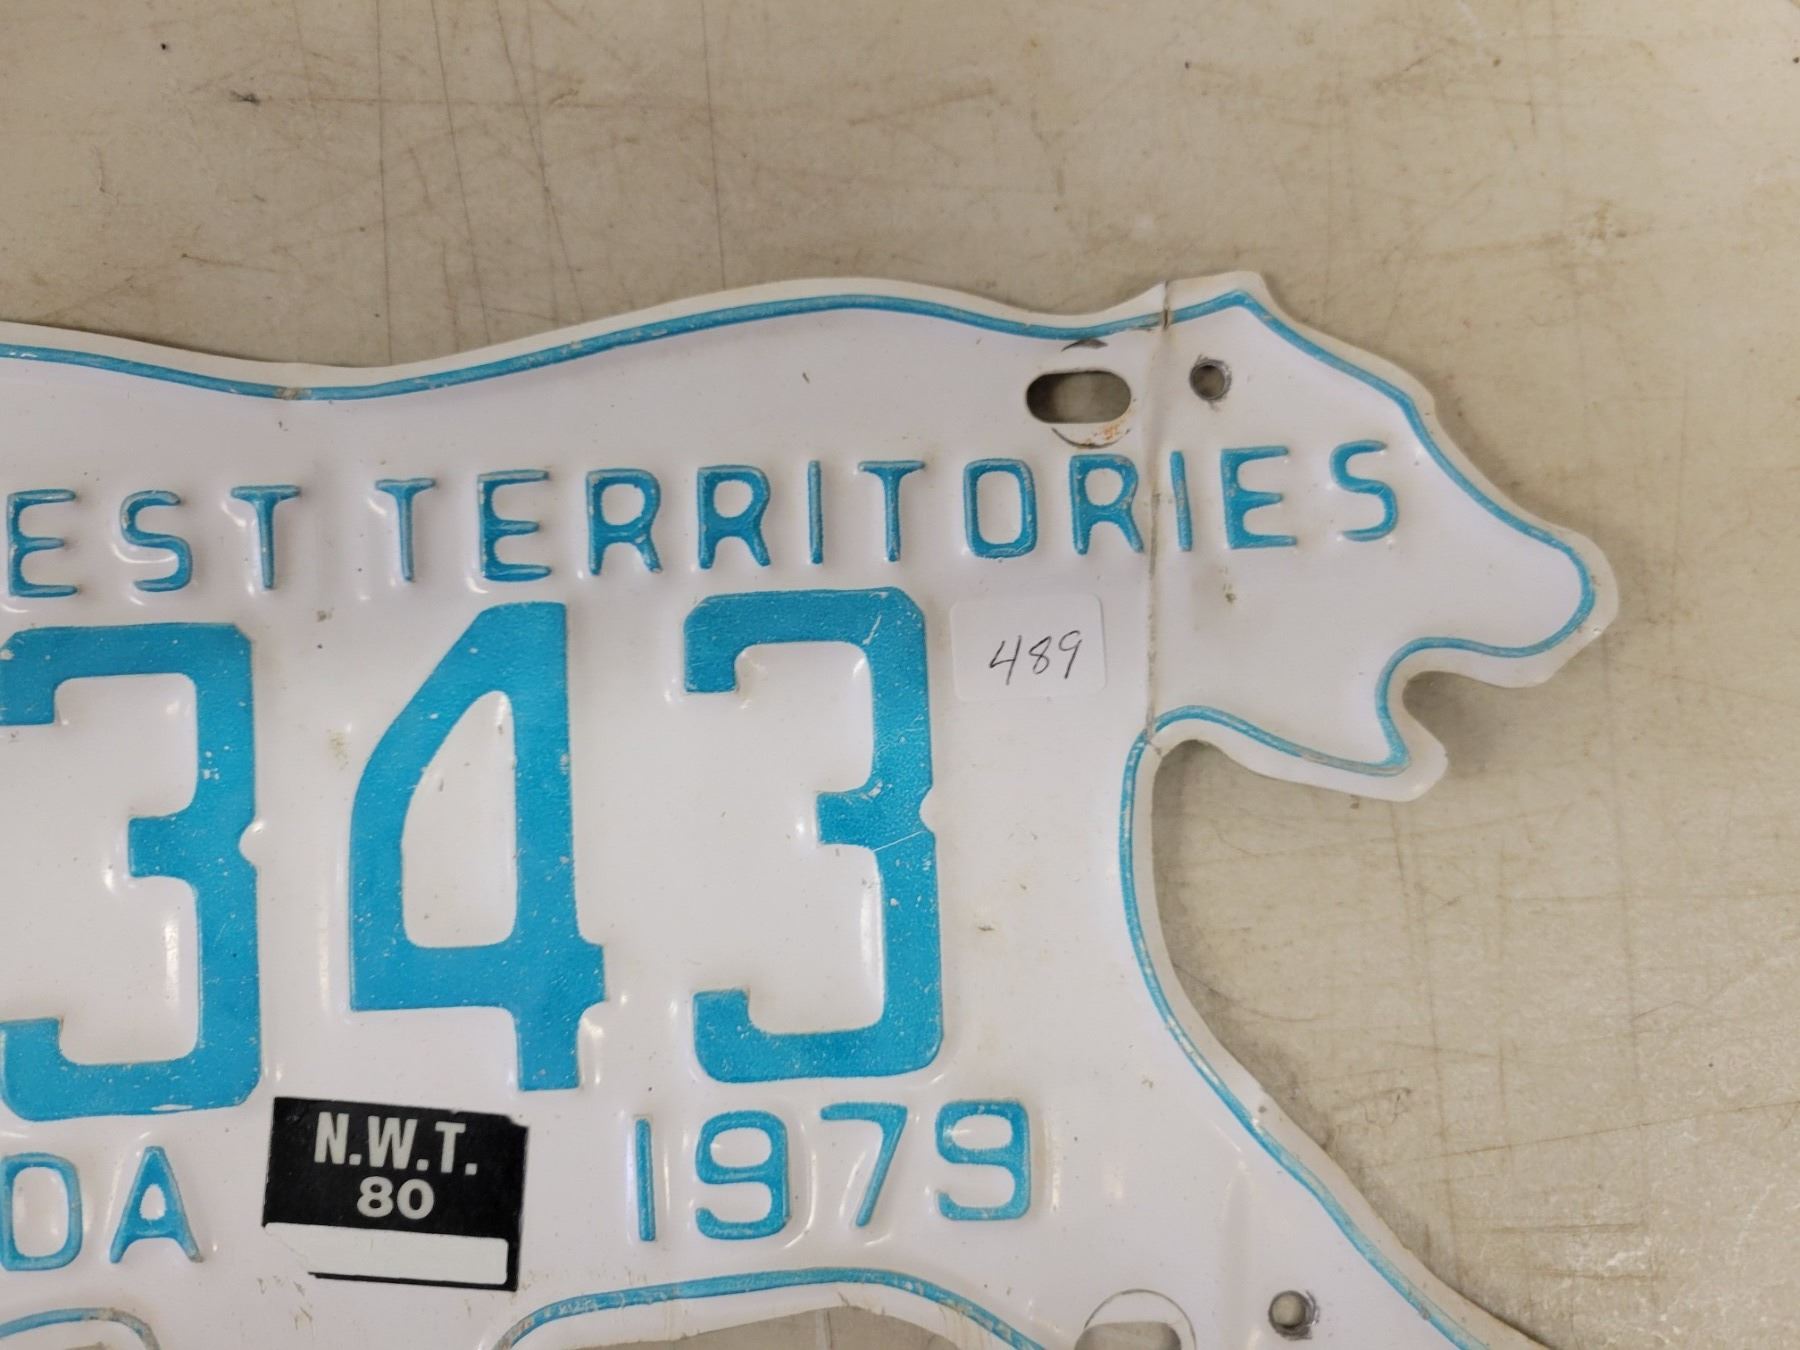 EST TERRITORIES
343
489
DA
N.W.T.
80
1979